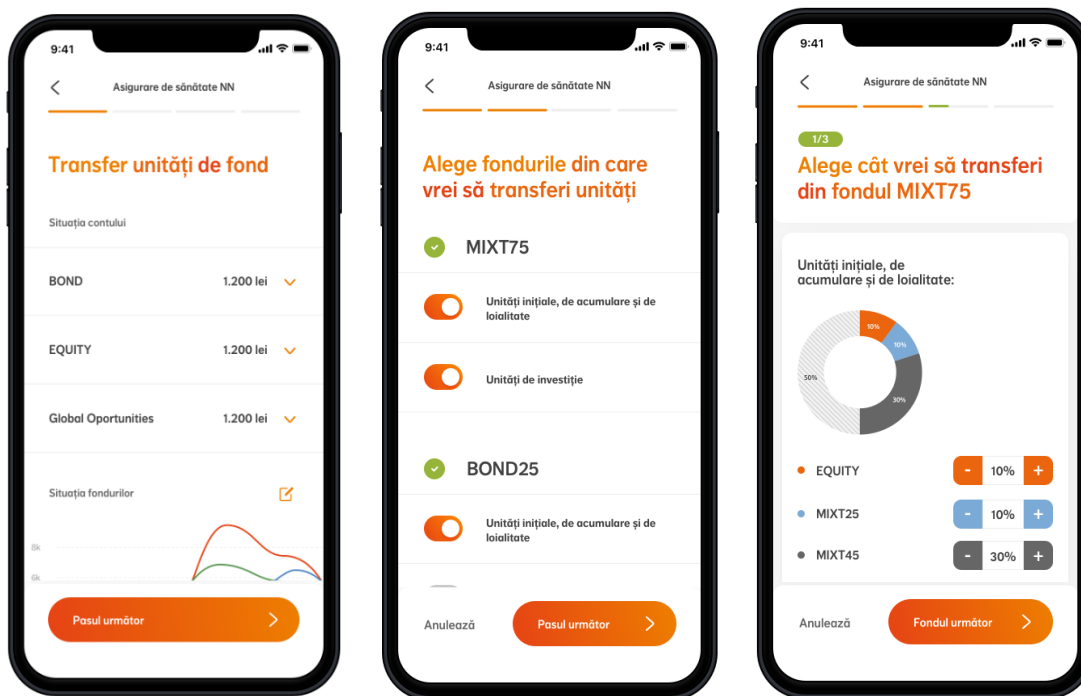 9:41
Asigurare de sănătate NN
Transfer unități de fond
Situația contului
BOND 1.200 lei
EQUITY 1.200 lei
Global Oportunities 1.200 lei
Situația fondurilor
8k
6k
Pasul următor
9:41
Asigurare de sănătate NN
Alege fondurile din care
vrei să transferi unități
MIXT75
Unități inițiale, de acumulare și de
loialitate
Unități de investiție
BOND25
Unități inițiale, de acumulare și de
loialitate
Anulează
Pasul următor
9:41
Asigurare de sănătate NN
1/3
Alege cât vrei să transferi
din fondul MIXT75
Unități inițiale, de
acumulare și de loialitate:
10%
10%
50%
30%
EQUITY - 10% +
MIXT25 - 10% +
MIXT45 - 30% +
Anulează
Fondul următor